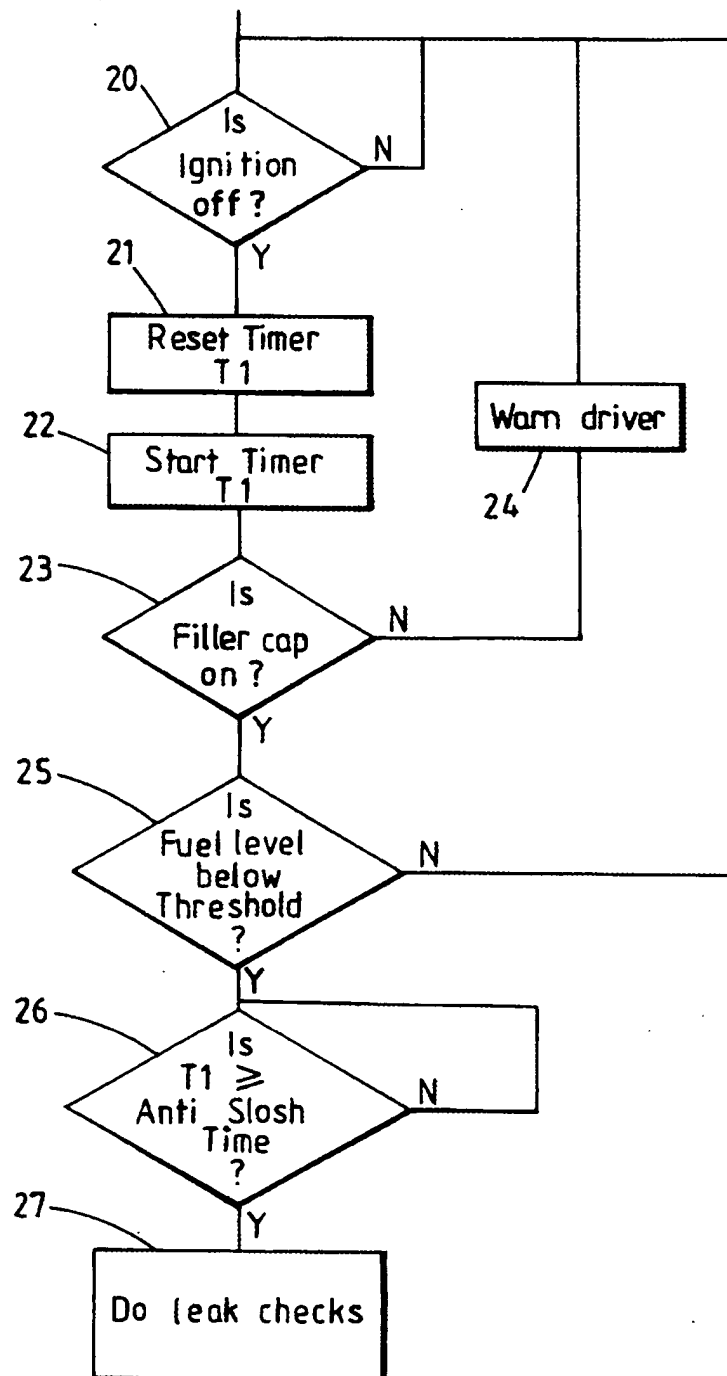 20
Is
Ignition
off ?
N
Y
21
Reset Timer
T1
22
Start Timer
T1
Warn driver
24
23
Is
Filler cap
on ?
N
Y
25
Is
Fuel level
below
Threshold
?
N
Y
26
Is
T1 ⩾
Anti Slosh
Time
?
N
Y
27
Do leak checks